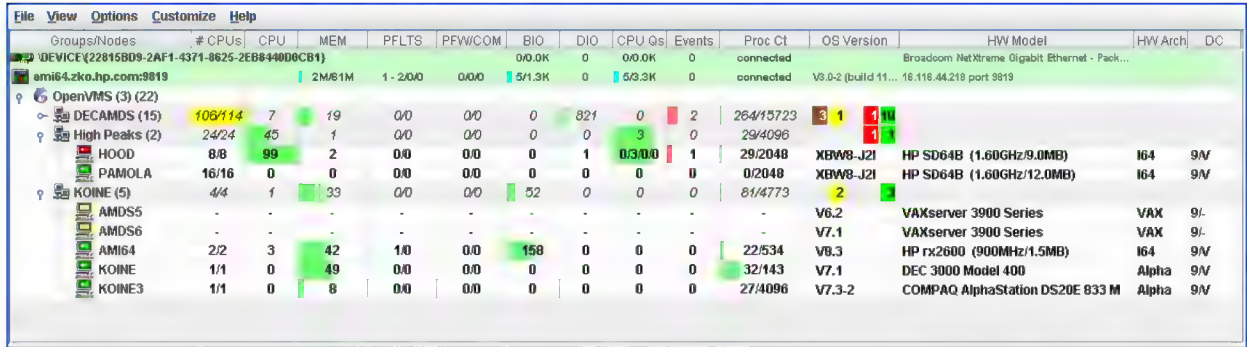 File View Options Customize Help
Groups/Nodes # CPUs CPU MEM PFLTS PFW/COM BIO DIO CPU Qs Events Proc Ct OS Version HW Model HW Arch DC
\DEVICE\{22815BD9-2AF1-4371-8625-2EB8440D0CB1} 0/0.0K 0 0/0.0K 0 connected Broadcom NetXtreme Gigabit Ethernet - Pack...
ami64.zko.hp.com:9819 2M/81M 1 - 2/0/0 0/0/0 5/1.3K 0 5/3.3K 0 connected V3.0-2 (build 11... 16.116.44.218 port 9819
OpenVMS (3) (22)
DECAMDS (15) 106/114 7 19 0/0 0/0 0 821 0 2 264/15723 3 1 1 10
High Peaks (2) 24/24 45 1 0/0 0/0 0 0 3 0 29/4096 1 1
HOOD 8/8 99 2 0/0 0/0 0 1 0/3/0/0 1 29/2048 XBW8-J2I HP SD64B (1.60GHz/9.0MB) I64 9/V
PAMOLA 16/16 0 0 0/0 0/0 0 0 0 0 0/2048 XBW8-J2I HP SD64B (1.60GHz/12.0MB) I64 9/V
KOINE (5) 4/4 1 33 0/0 0/0 52 0 0 0 81/4773 2 3
AMDS5 - - - - - - - - - - V6.2 VAXserver 3900 Series VAX 9/-
AMDS6 - - - - - - - - - - V7.1 VAXserver 3900 Series VAX 9/-
AMI64 2/2 3 42 1/0 0/0 158 0 0 0 22/534 V8.3 HP rx2600 (900MHz/1.5MB) I64 9/V
KOINE 1/1 0 49 0/0 0/0 0 0 0 0 32/143 V7.1 DEC 3000 Model 400 Alpha 9/V
KOINE3 1/1 0 8 0/0 0/0 0 0 0 0 27/4096 V7.3-2 COMPAQ AlphaStation DS20E 833 M Alpha 9/V